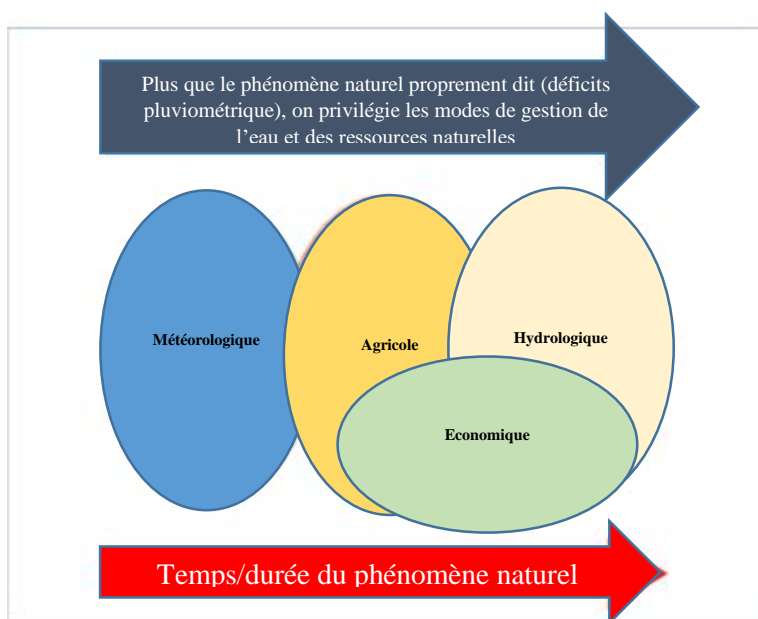 Plus que le phénomène naturel proprement dit (déficits
pluviométrique), on privilégie les modes de gestion de
l'eau et des ressources naturelles
Météorologique
Agricole
Hydrologique
Economique
Temps/durée du phénomène naturel